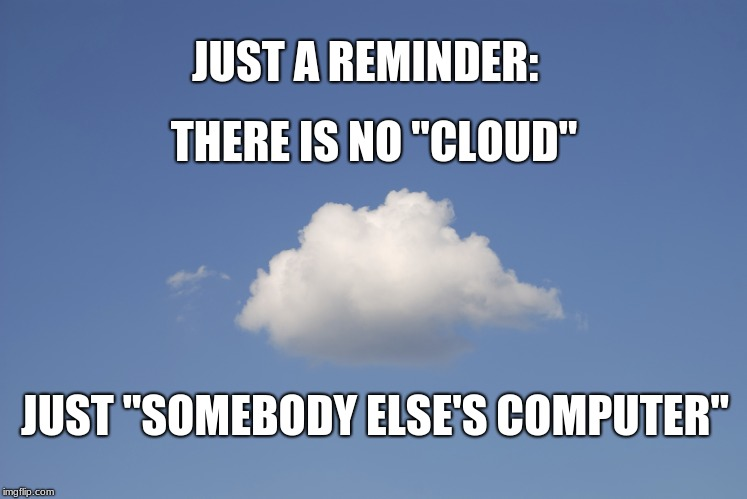 JUST A REMINDER:
THERE IS NO "CLOUD"
JUST "SOMEBODY ELSE'S COMPUTER"
imgflip.com